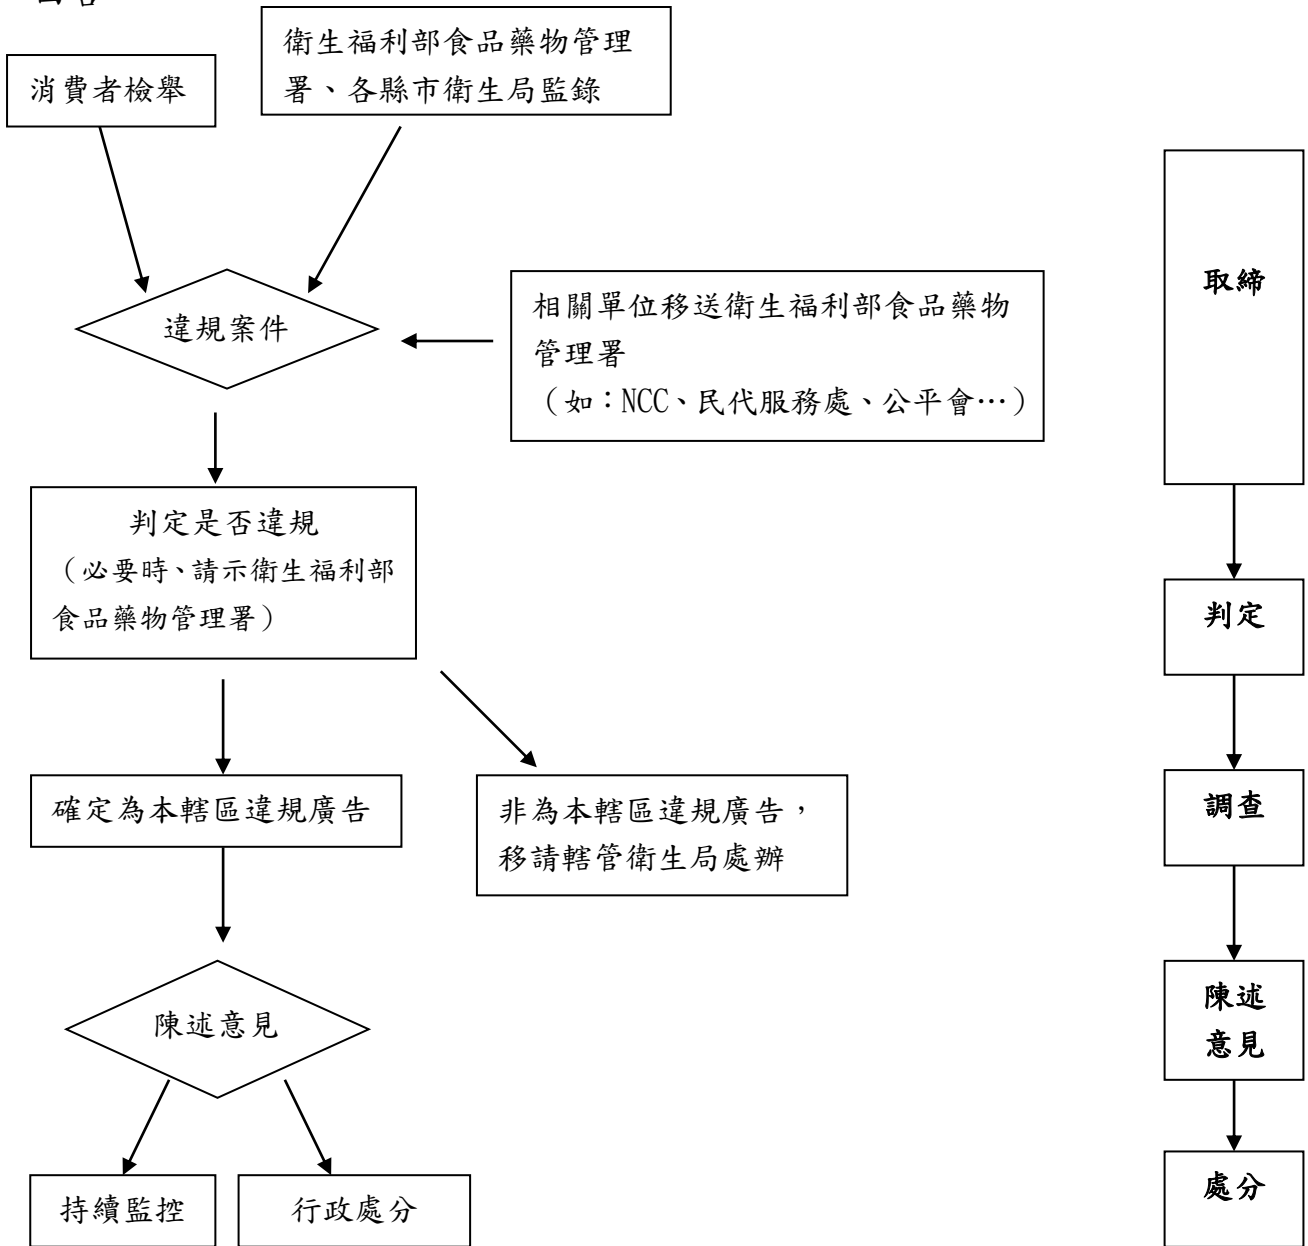 衛生福利部食品藥物管理
署、各縣市衛生局監錄
消費者檢舉
違規案件
相關單位移送衛生福利部食品藥物
管理署
（如：NCC、民代服務處、公平會…）
判定是否違規
（必要時、請示衛生福利部
食品藥物管理署）
確定為本轄區違規廣告
非為本轄區違規廣告，
移請轄管衛生局處辦
陳述意見
持續監控
行政處分
取締
判定
調查
陳述
意見
處分